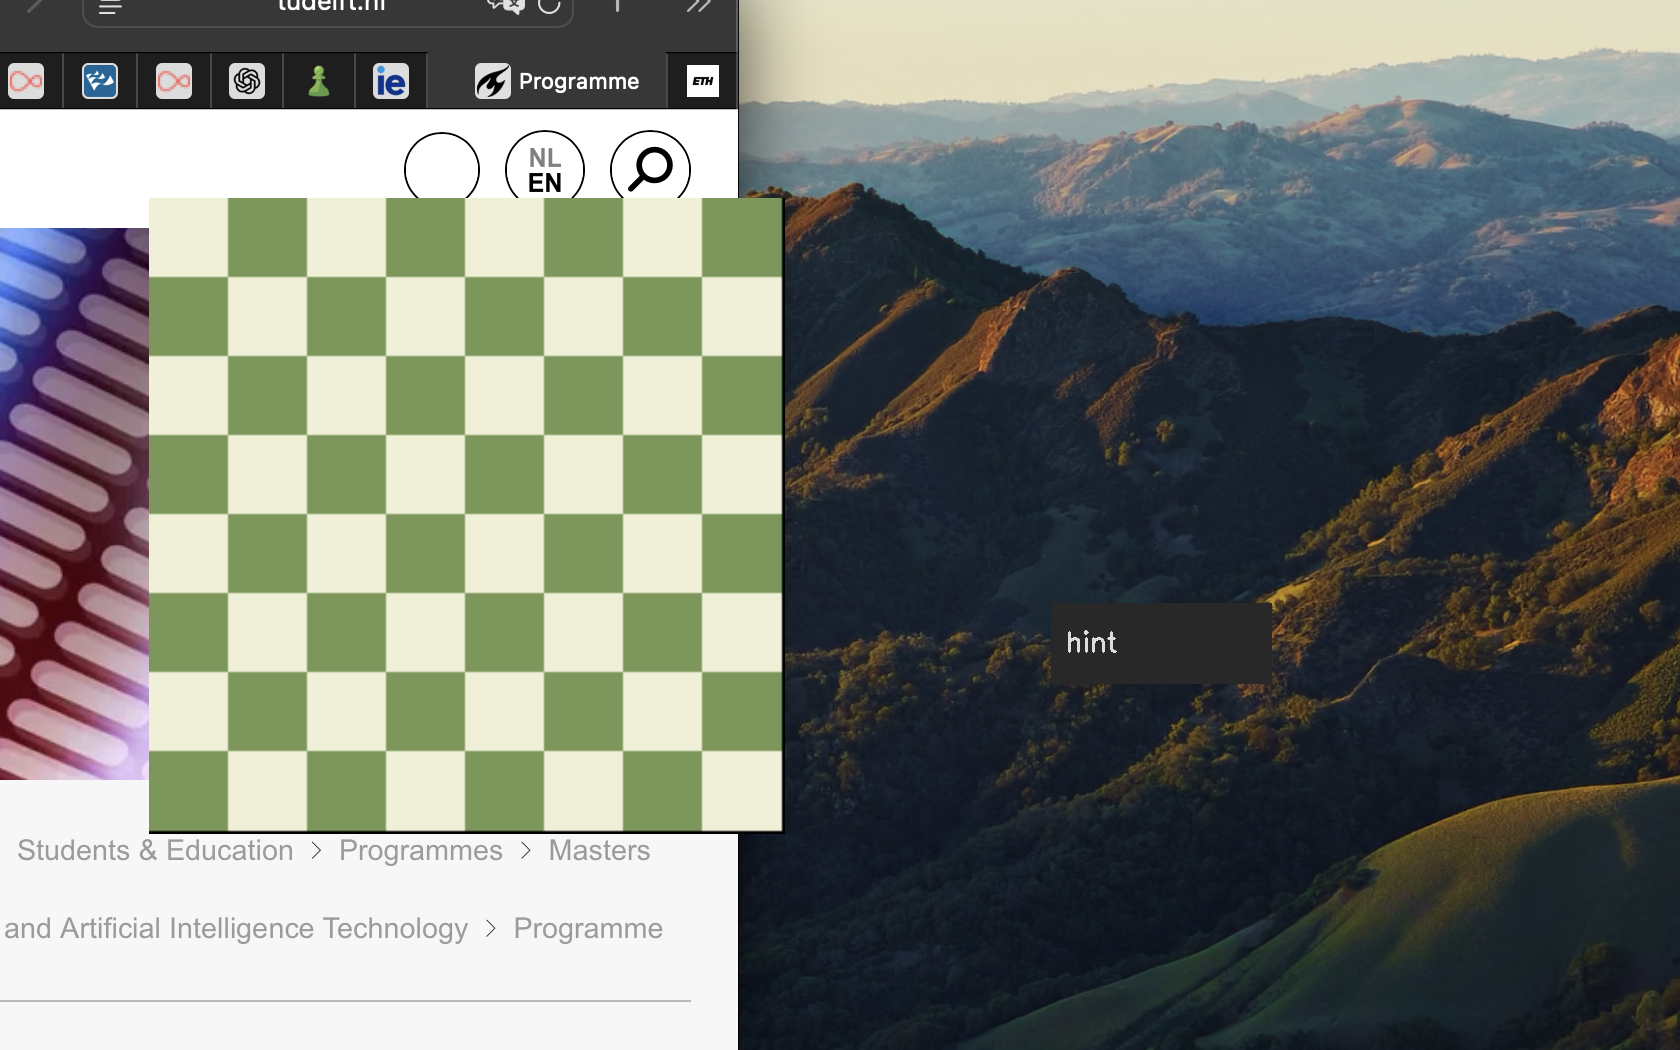 tudelft.nl
ie
Programme
ETH
NL
EN
hint
Students & Education > Programmes > Masters
and Artificial Intelligence Technology > Programme